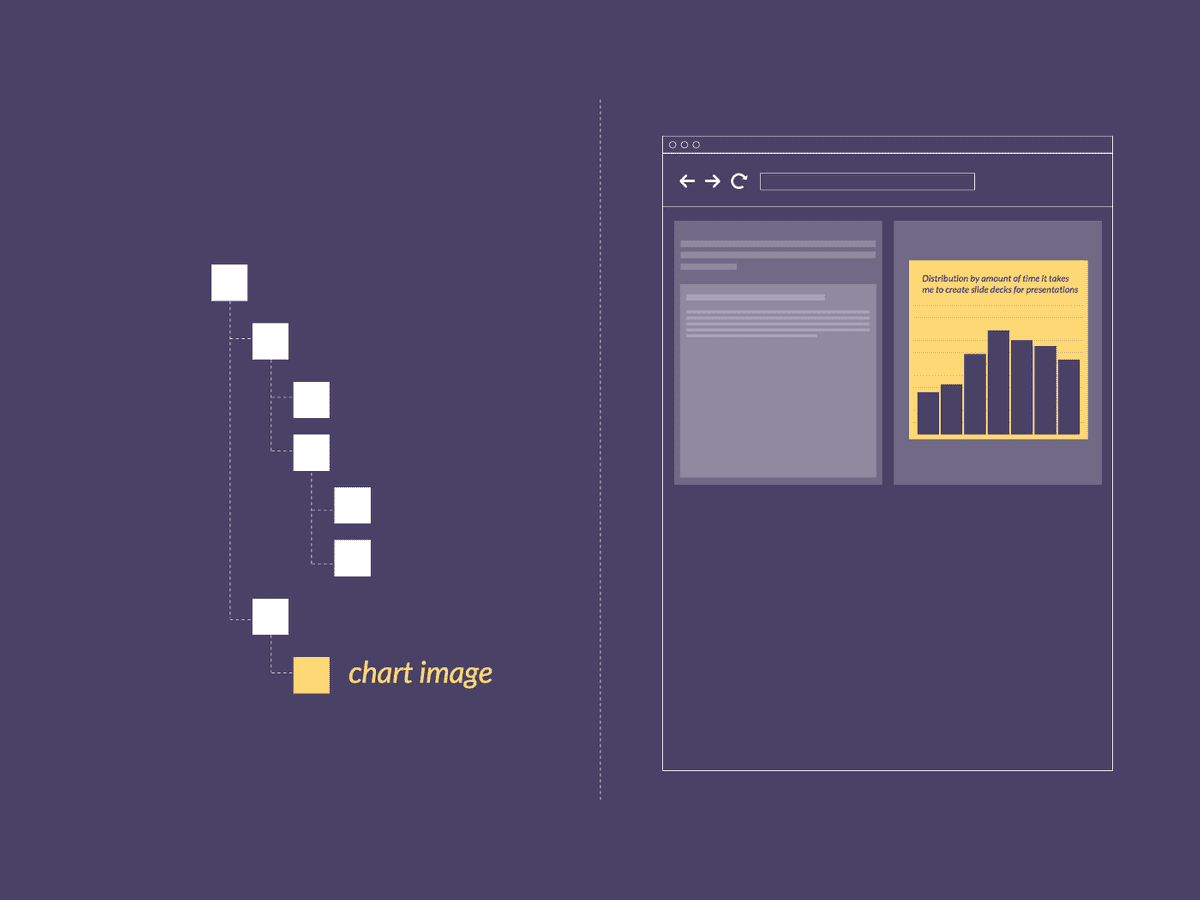 chart image
Distribution by amount of time it takes
me to create slide decks for presentations